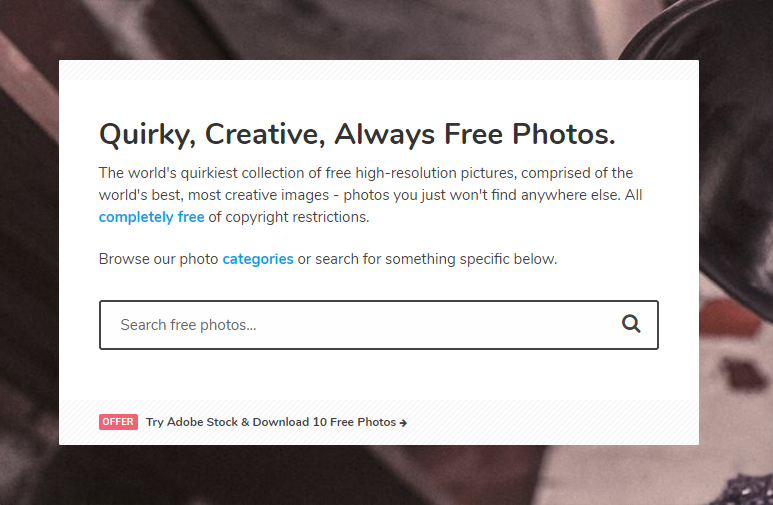 Quirky, Creative, Always Free Photos.
The world's quirkiest collection of free high-resolution pictures, comprised of the
world's best, most creative images - photos you just won't find anywhere else. All
completely free of copyright restrictions.
Browse our photo categories or search for something specific below.
Search free photos...
OFFER Try Adobe Stock & Download 10 Free Photos →